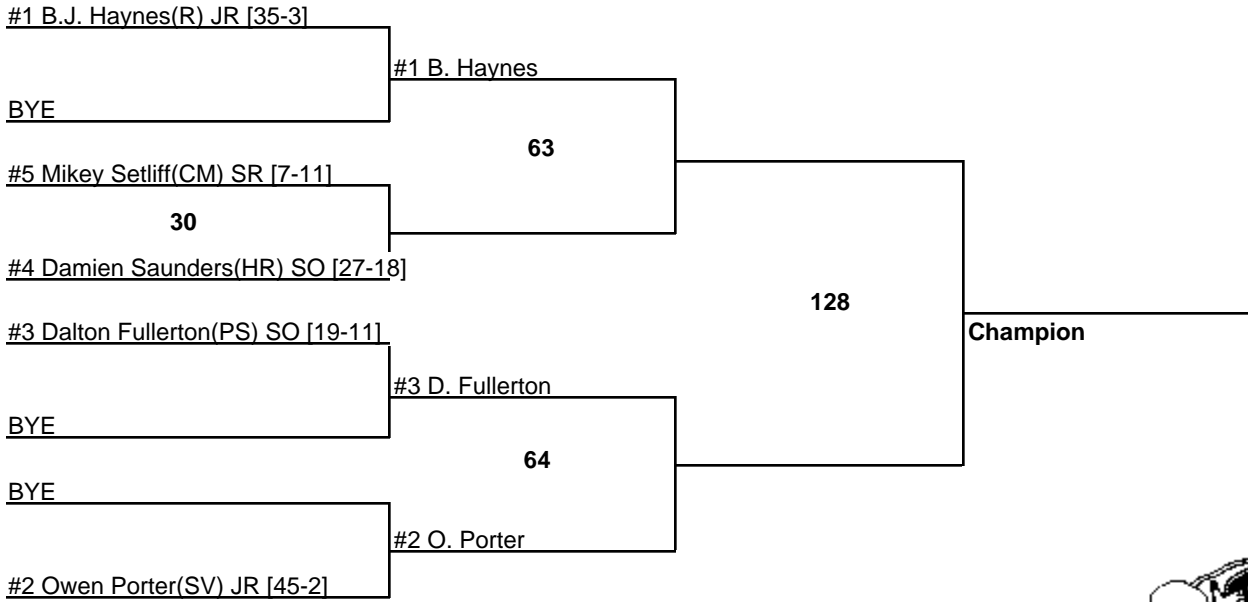 #1 B.J. Haynes(R) JR [35-3]
#1 B. Haynes
BYE
63
#5 Mikey Setliff(CM) SR [7-11]
30
#4 Damien Saunders(HR) SO [27-18]
128
#3 Dalton Fullerton(PS) SO [19-11]
Champion
#3 D. Fullerton
BYE
64
BYE
#2 O. Porter
#2 Owen Porter(SV) JR [45-2]